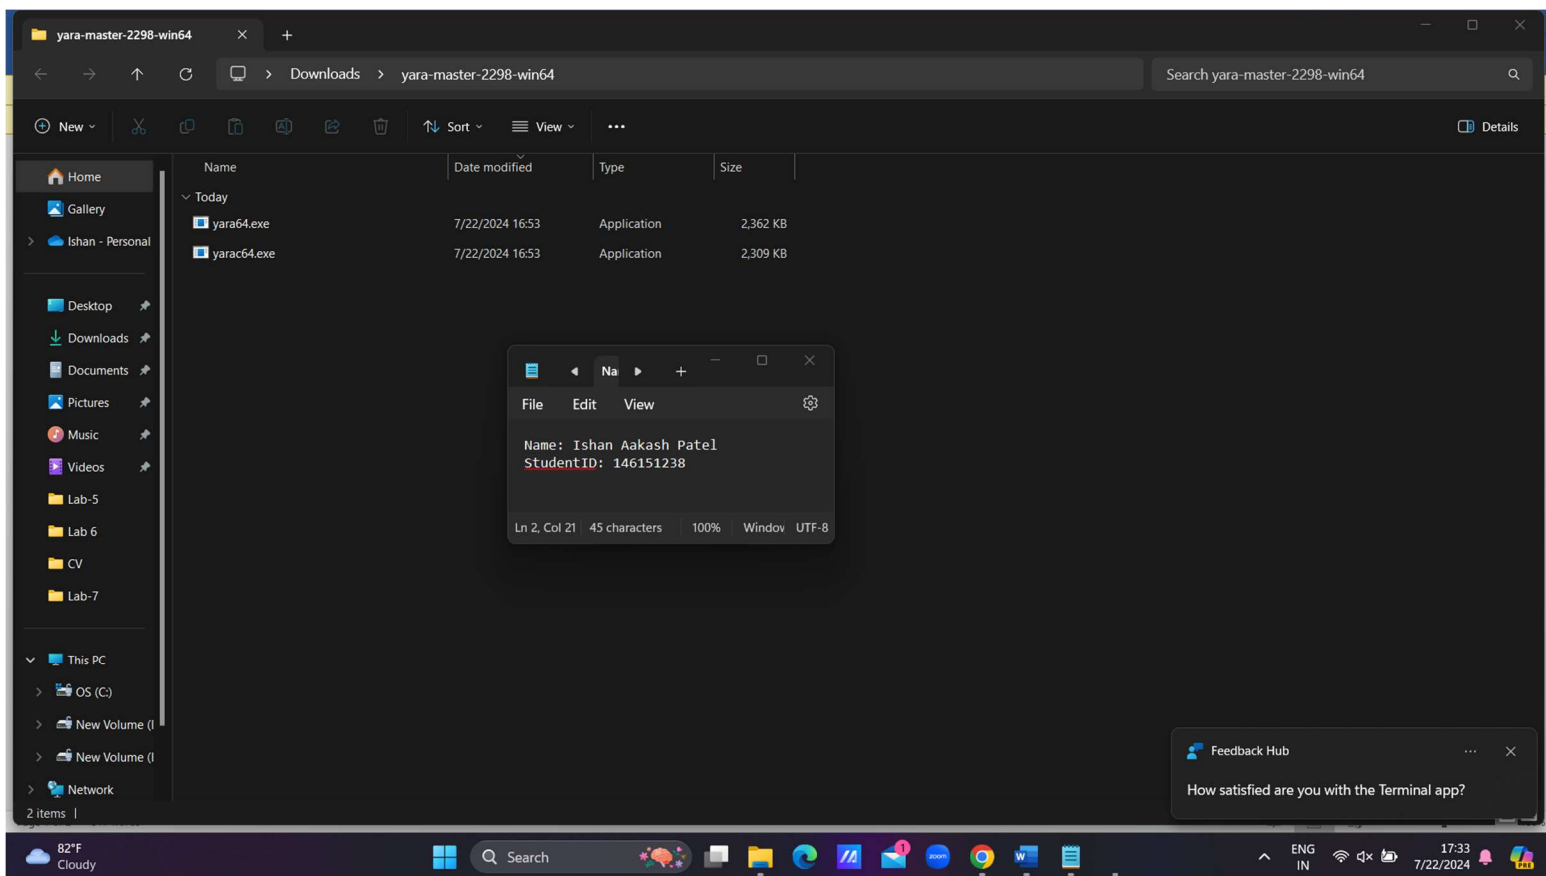 yara-master-2298-win64
Downloads > yara-master-2298-win64
Search yara-master-2298-win64
New
Sort
View
Details
Name Date modified Type Size
Home
Gallery
Ishan - Personal
Desktop
Downloads
Documents
Pictures
Music
Videos
Lab-5
Lab 6
CV
Lab-7
This PC
OS (C:)
New Volume (
New Volume (
Network
Today
yara64.exe 7/22/2024 16:53 Application 2,362 KB
yarac64.exe 7/22/2024 16:53 Application 2,309 KB
Na
File Edit View
Name: Ishan Aakash Patel
StudentID: 146151238
Ln 2, Col 21 45 characters 100% Window UTF-8
Feedback Hub
How satisfied are you with the Terminal app?
2 items
82°F
Cloudy
Search
1
zoom
PRE
ENG
IN
17:33
7/22/2024